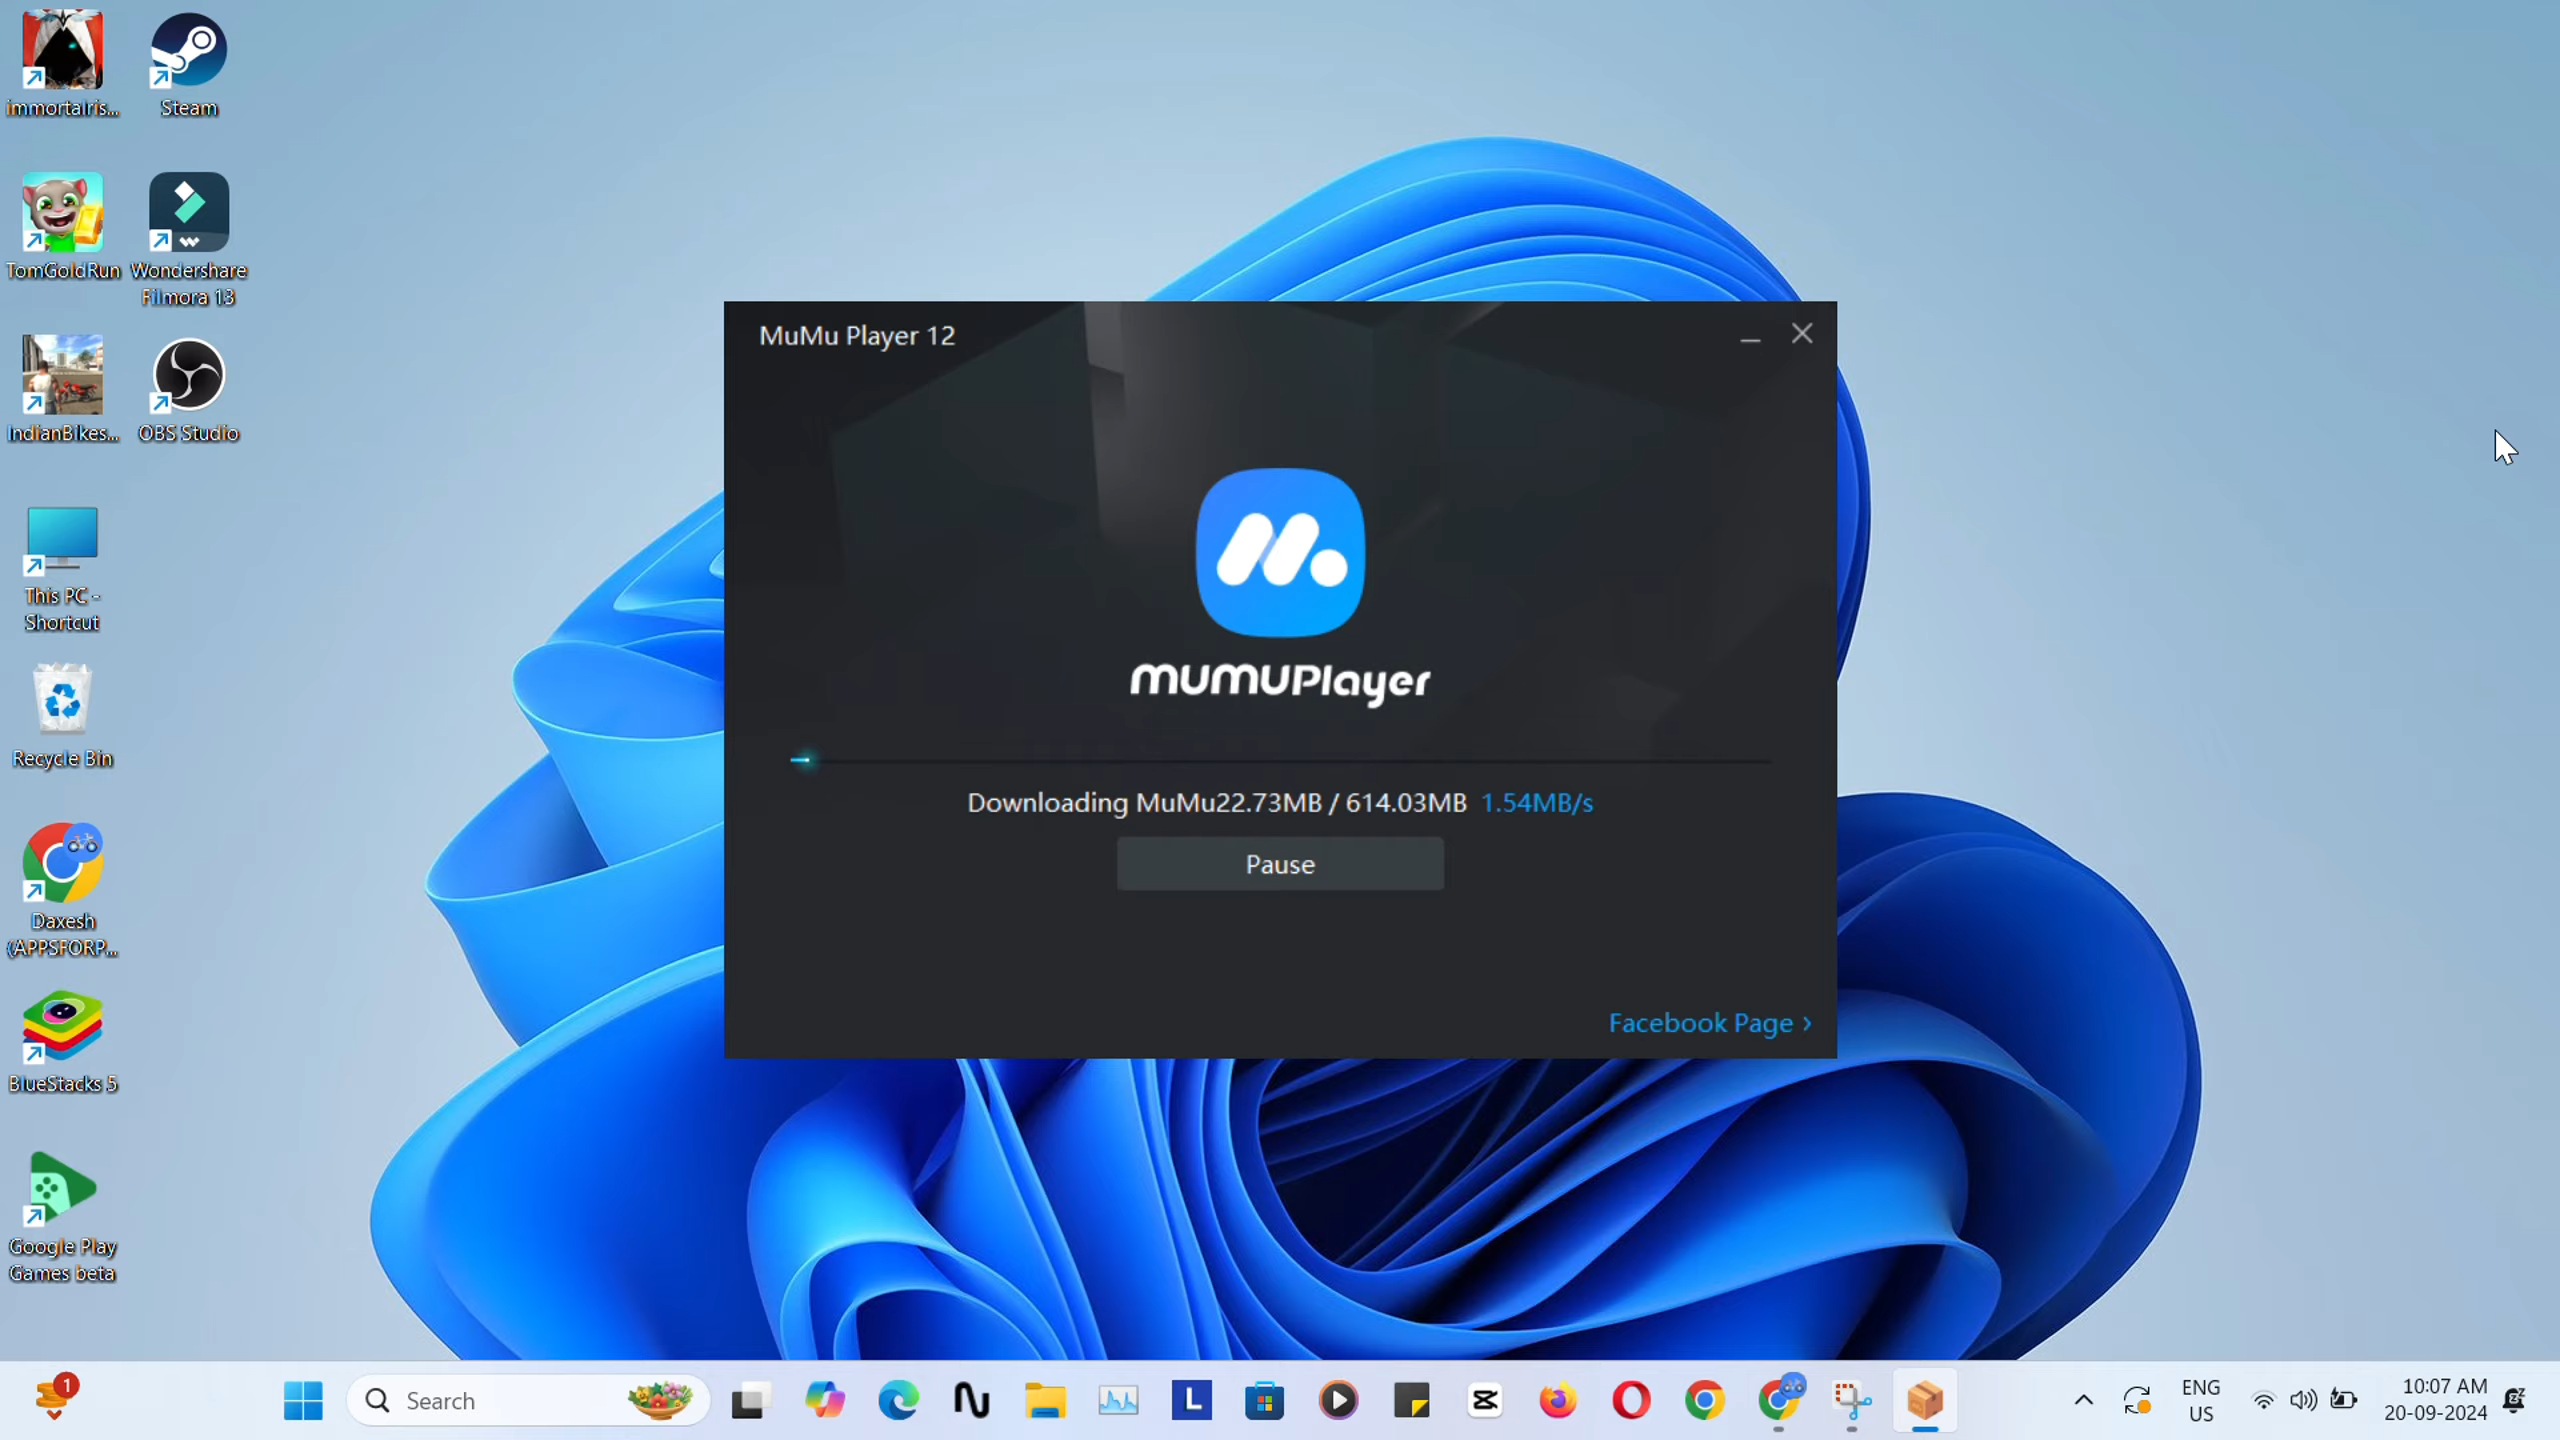 immortalris...
Steam
TomGoldRun
Wondershare
Filmora 13
IndianBikes...
OBS Studio
This PC -
Shortcut
Recycle Bin
Daxesh
(APPSFORP...
BlueStacks 5
Google Play
Games beta
MuMu Player 12
MUMUPlayer
Downloading MuMu22.73MB / 614.03MB 1.54MB/s
Pause
Facebook Page ›
1
Search
L
ENG
US
10:07 AM
20-09-2024